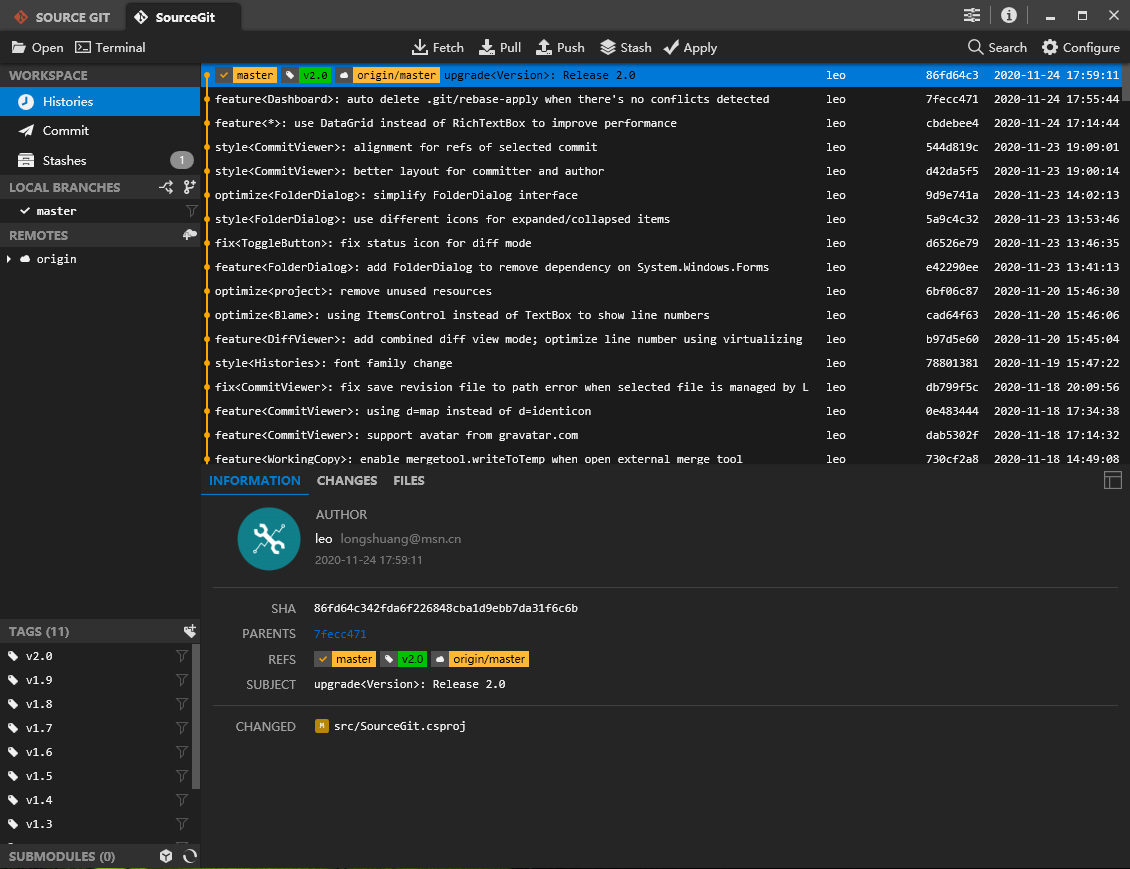 SOURCE GIT SourceGit
Open Terminal Fetch Pull Push Stash Apply Search Configure
WORKSPACE
Histories
Commit
Stashes 1
LOCAL BRANCHES
master
REMOTES
origin
TAGS (11)
v2.0
v1.9
v1.8
v1.7
v1.6
v1.5
v1.4
v1.3
SUBMODULES (0)
master v2.0 origin/master upgrade<Version>: Release 2.0 leo 86fd64c3 2020-11-24 17:59:11
feature<Dashboard>: auto delete .git/rebase-apply when there's no conflicts detected leo 7fecc471 2020-11-24 17:55:44
feature<*>: use DataGrid instead of RichTextBox to improve performance leo cbdebee4 2020-11-24 17:14:44
style<CommitViewer>: alignment for refs of selected commit leo 544d819c 2020-11-23 19:09:01
style<CommitViewer>: better layout for committer and author leo d42da5f5 2020-11-23 19:00:14
optimize<FolderDialog>: simplify FolderDialog interface leo 9d9e741a 2020-11-23 14:02:13
style<FolderDialog>: use different icons for expanded/collapsed items leo 5a9c4c32 2020-11-23 13:53:46
fix<ToggleButton>: fix status icon for diff mode leo d6526e79 2020-11-23 13:46:35
feature<FolderDialog>: add FolderDialog to remove dependency on System.Windows.Forms leo e42290ee 2020-11-23 13:41:13
optimize<project>: remove unused resources leo 6bf06c87 2020-11-20 15:46:30
optimize<Blame>: using ItemsControl instead of TextBox to show line numbers leo cad64f63 2020-11-20 15:46:06
feature<DiffViewer>: add combined diff view mode; optimize line number using virtualizing leo b97d5e60 2020-11-20 15:45:04
style<Histories>: font family change leo 78801381 2020-11-19 15:47:22
fix<CommitViewer>: fix save revision file to path error when selected file is managed by L leo db799f5c 2020-11-18 20:09:56
feature<CommitViewer>: using d=map instead of d=identicon leo 0e483444 2020-11-18 17:34:38
feature<CommitViewer>: support avatar from gravatar.com leo dab5302f 2020-11-18 17:14:32
feature<WorkingCopy>: enable mergetool.writeToTemp when open external merge tool leo 730cf2a8 2020-11-18 14:49:08
INFORMATION CHANGES FILES
AUTHOR
leo longshuang@msn.cn
2020-11-24 17:59:11
SHA 86fd64c342fda6f226848cba1d9ebb7da31f6c6b
PARENTS 7fecc471
REFS master v2.0 origin/master
SUBJECT upgrade<Version>: Release 2.0
CHANGED M src/SourceGit.csproj